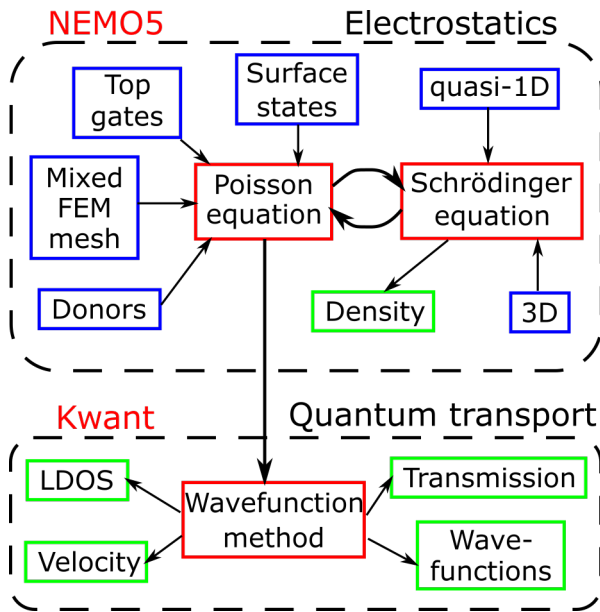 NEMO5
Electrostatics
Top
gates
Surface
states
quasi-1D
Mixed
FEM
mesh
Poisson
equation
Schrödinger
equation
Donors
Density
3D
Kwant
Quantum transport
LDOS
Wavefunction
method
Transmission
Velocity
Wave-
functions